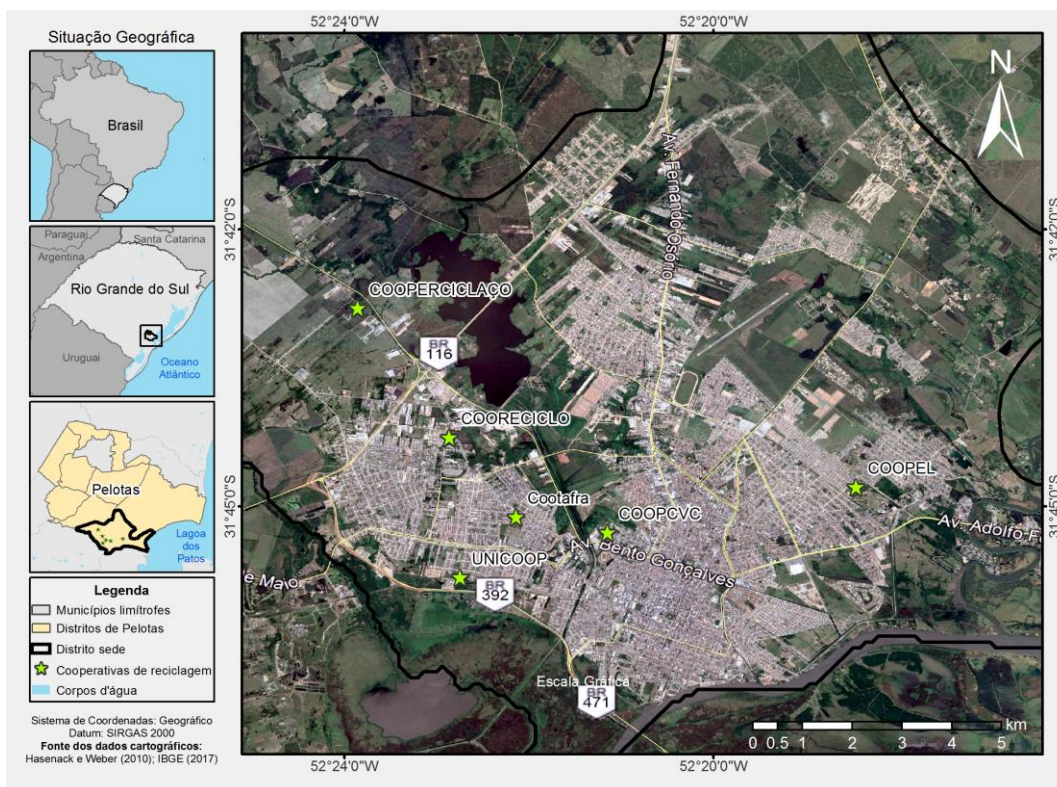 Situação Geográfica
Brasil
Paraguai
Santa Catarina
Argentina
Rio Grande do Sul
Uruguai
Oceano
Atlântico
Pelotas
Lagoa
dos
Patos
Legenda
Municípios limítrofes
Distritos de Pelotas
Distrito sede
Cooperativas de reciclagem
Corpos d'água
Sistema de Coordenadas: Geográfico
Datum: SIRGAS 2000
Fonte dos dados cartográficos:
Hasenack e Weber (2010); IBGE (2017)
52°24'0"W
52°20'0"W
31°42'0"S
31°42'0"S
31°45'0"S
31°45'0"S
52°24'0"W
52°20'0"W
N
Av. Fernando Osório
COOPERCICLAÇO
BR
116
COORECICLO
COOPEL
Cootafra
COOPCVC
Av. Bento Gonçalves
Av. Adolfo F
UNICOOP
BR
392
e Maio
Escala Gráfica
BR
471
km
0 0.5 1 2 3 4 5